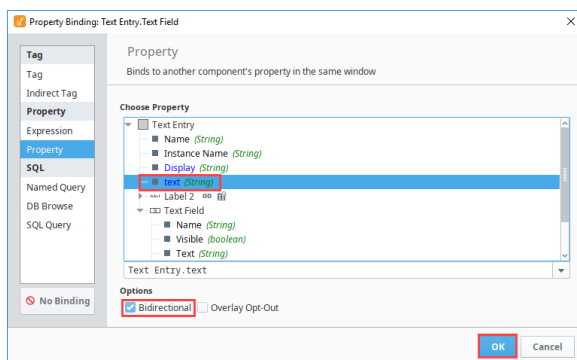 Property Binding: Text Entry.Text Field
Tag
Tag
Indirect Tag
Property
Expression
Property
SQL
Named Query
DB Browse
SQL Query
No Binding
Property
Binds to another component's property in the same window
Choose Property
Text Entry
Name (String)
Instance Name (String)
Display (String)
text (String)
Label 2
Text Field
Name (String)
Visible (boolean)
Text (String)
Text Entry.text
Options
Bidirectional Overlay Opt-Out
OK Cancel